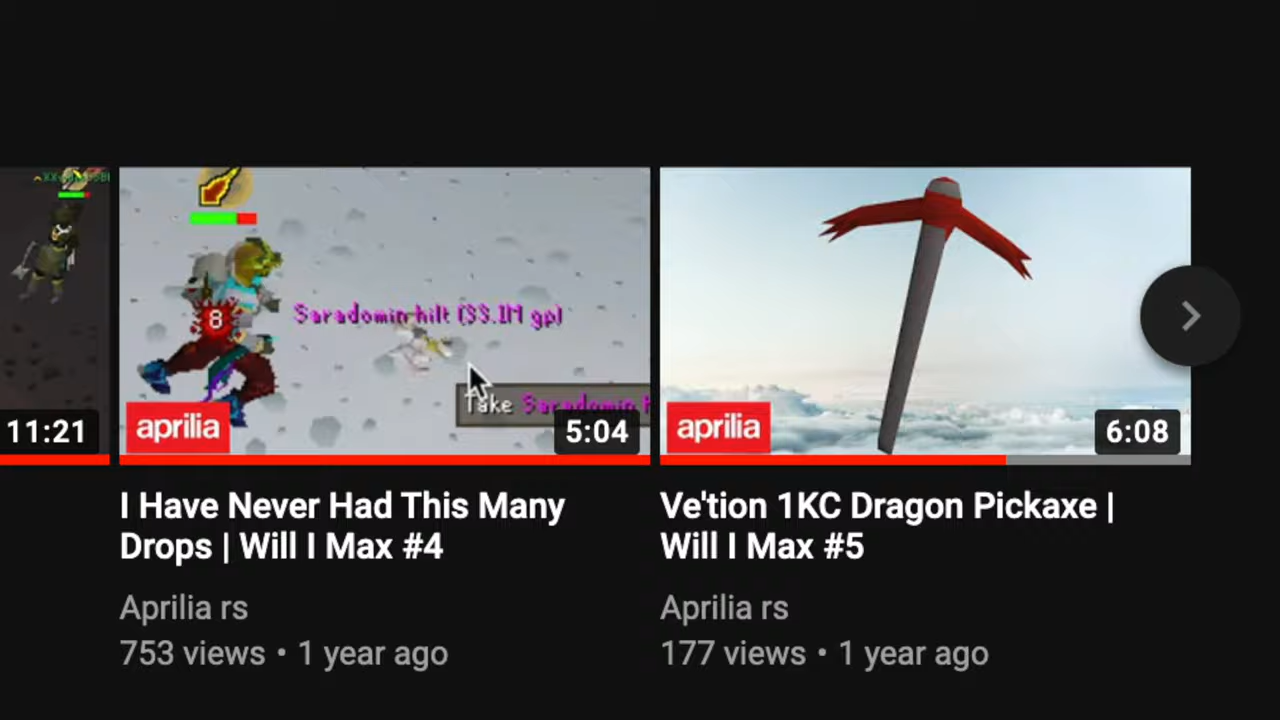 8
Saradomin hilt (33.1M gp)
Take Saradomin h
aprilia
aprilia
11:21
5:04
6:08
I Have Never Had This Many
Drops | Will I Max #4
Ve'tion 1KC Dragon Pickaxe |
Will I Max #5
Aprilia rs
753 views • 1 year ago
Aprilia rs
177 views • 1 year ago